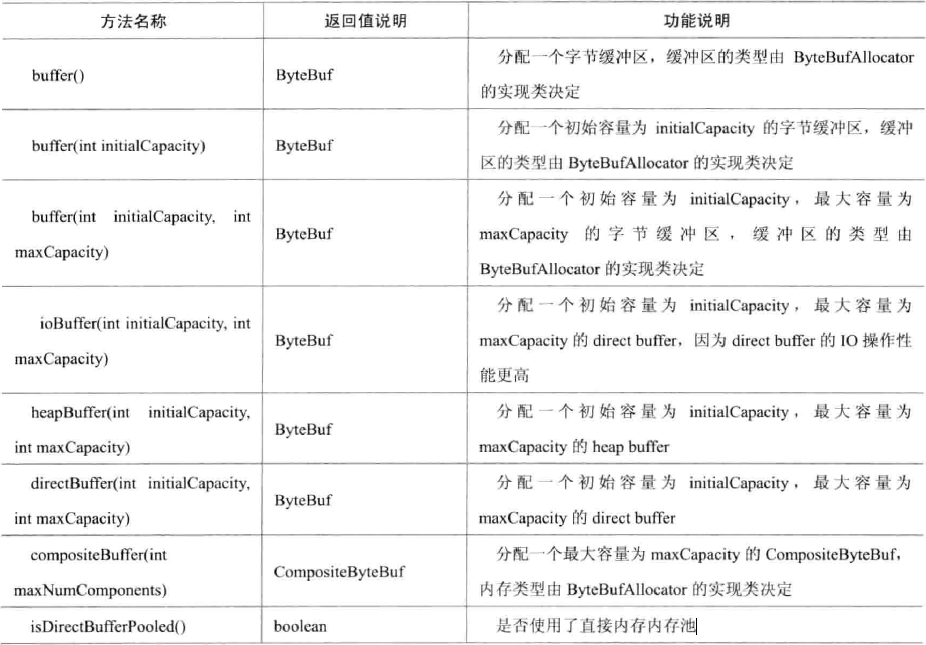 方法名称 返回值说明 功能说明
buffer() ByteBuf 分配一个字节缓冲区，缓冲区的类型由 ByteBufAllocator
的实现类决定
buffer(int initialCapacity) ByteBuf 分配一个初始容量为 initialCapacity 的字节缓冲区，缓冲
区的类型由 ByteBufAllocator 的实现类决定
buffer(int initialCapacity, int
maxCapacity)
ByteBuf
分配一个初始容量为 initialCapacity，最大容量为
maxCapacity 的字节缓冲区，缓冲区的类型由
ByteBufAllocator 的实现类决定
ioBuffer(int initialCapacity, int
maxCapacity)
ByteBuf
分配一个初始容量为 initialCapacity，最大容量为
maxCapacity 的 direct buffer，因为 direct buffer 的 IO 操作性
能更高
heapBuffer(int initialCapacity,
int maxCapacity)
ByteBuf
分配一个初始容量为 initialCapacity，最大容量为
maxCapacity 的 heap buffer
directBuffer(int initialCapacity,
int maxCapacity)
ByteBuf
分配一个初始容量为 initialCapacity，最大容量为
maxCapacity 的 direct buffer
compositeBuffer(int
maxNumComponents)
CompositeByteBuf
分配一个最大容量为 maxCapacity 的 CompositeByteBuf，
内存类型由 ByteBufAllocator 的实现类决定
isDirectBufferPooled() boolean 是否使用了直接内存内存池